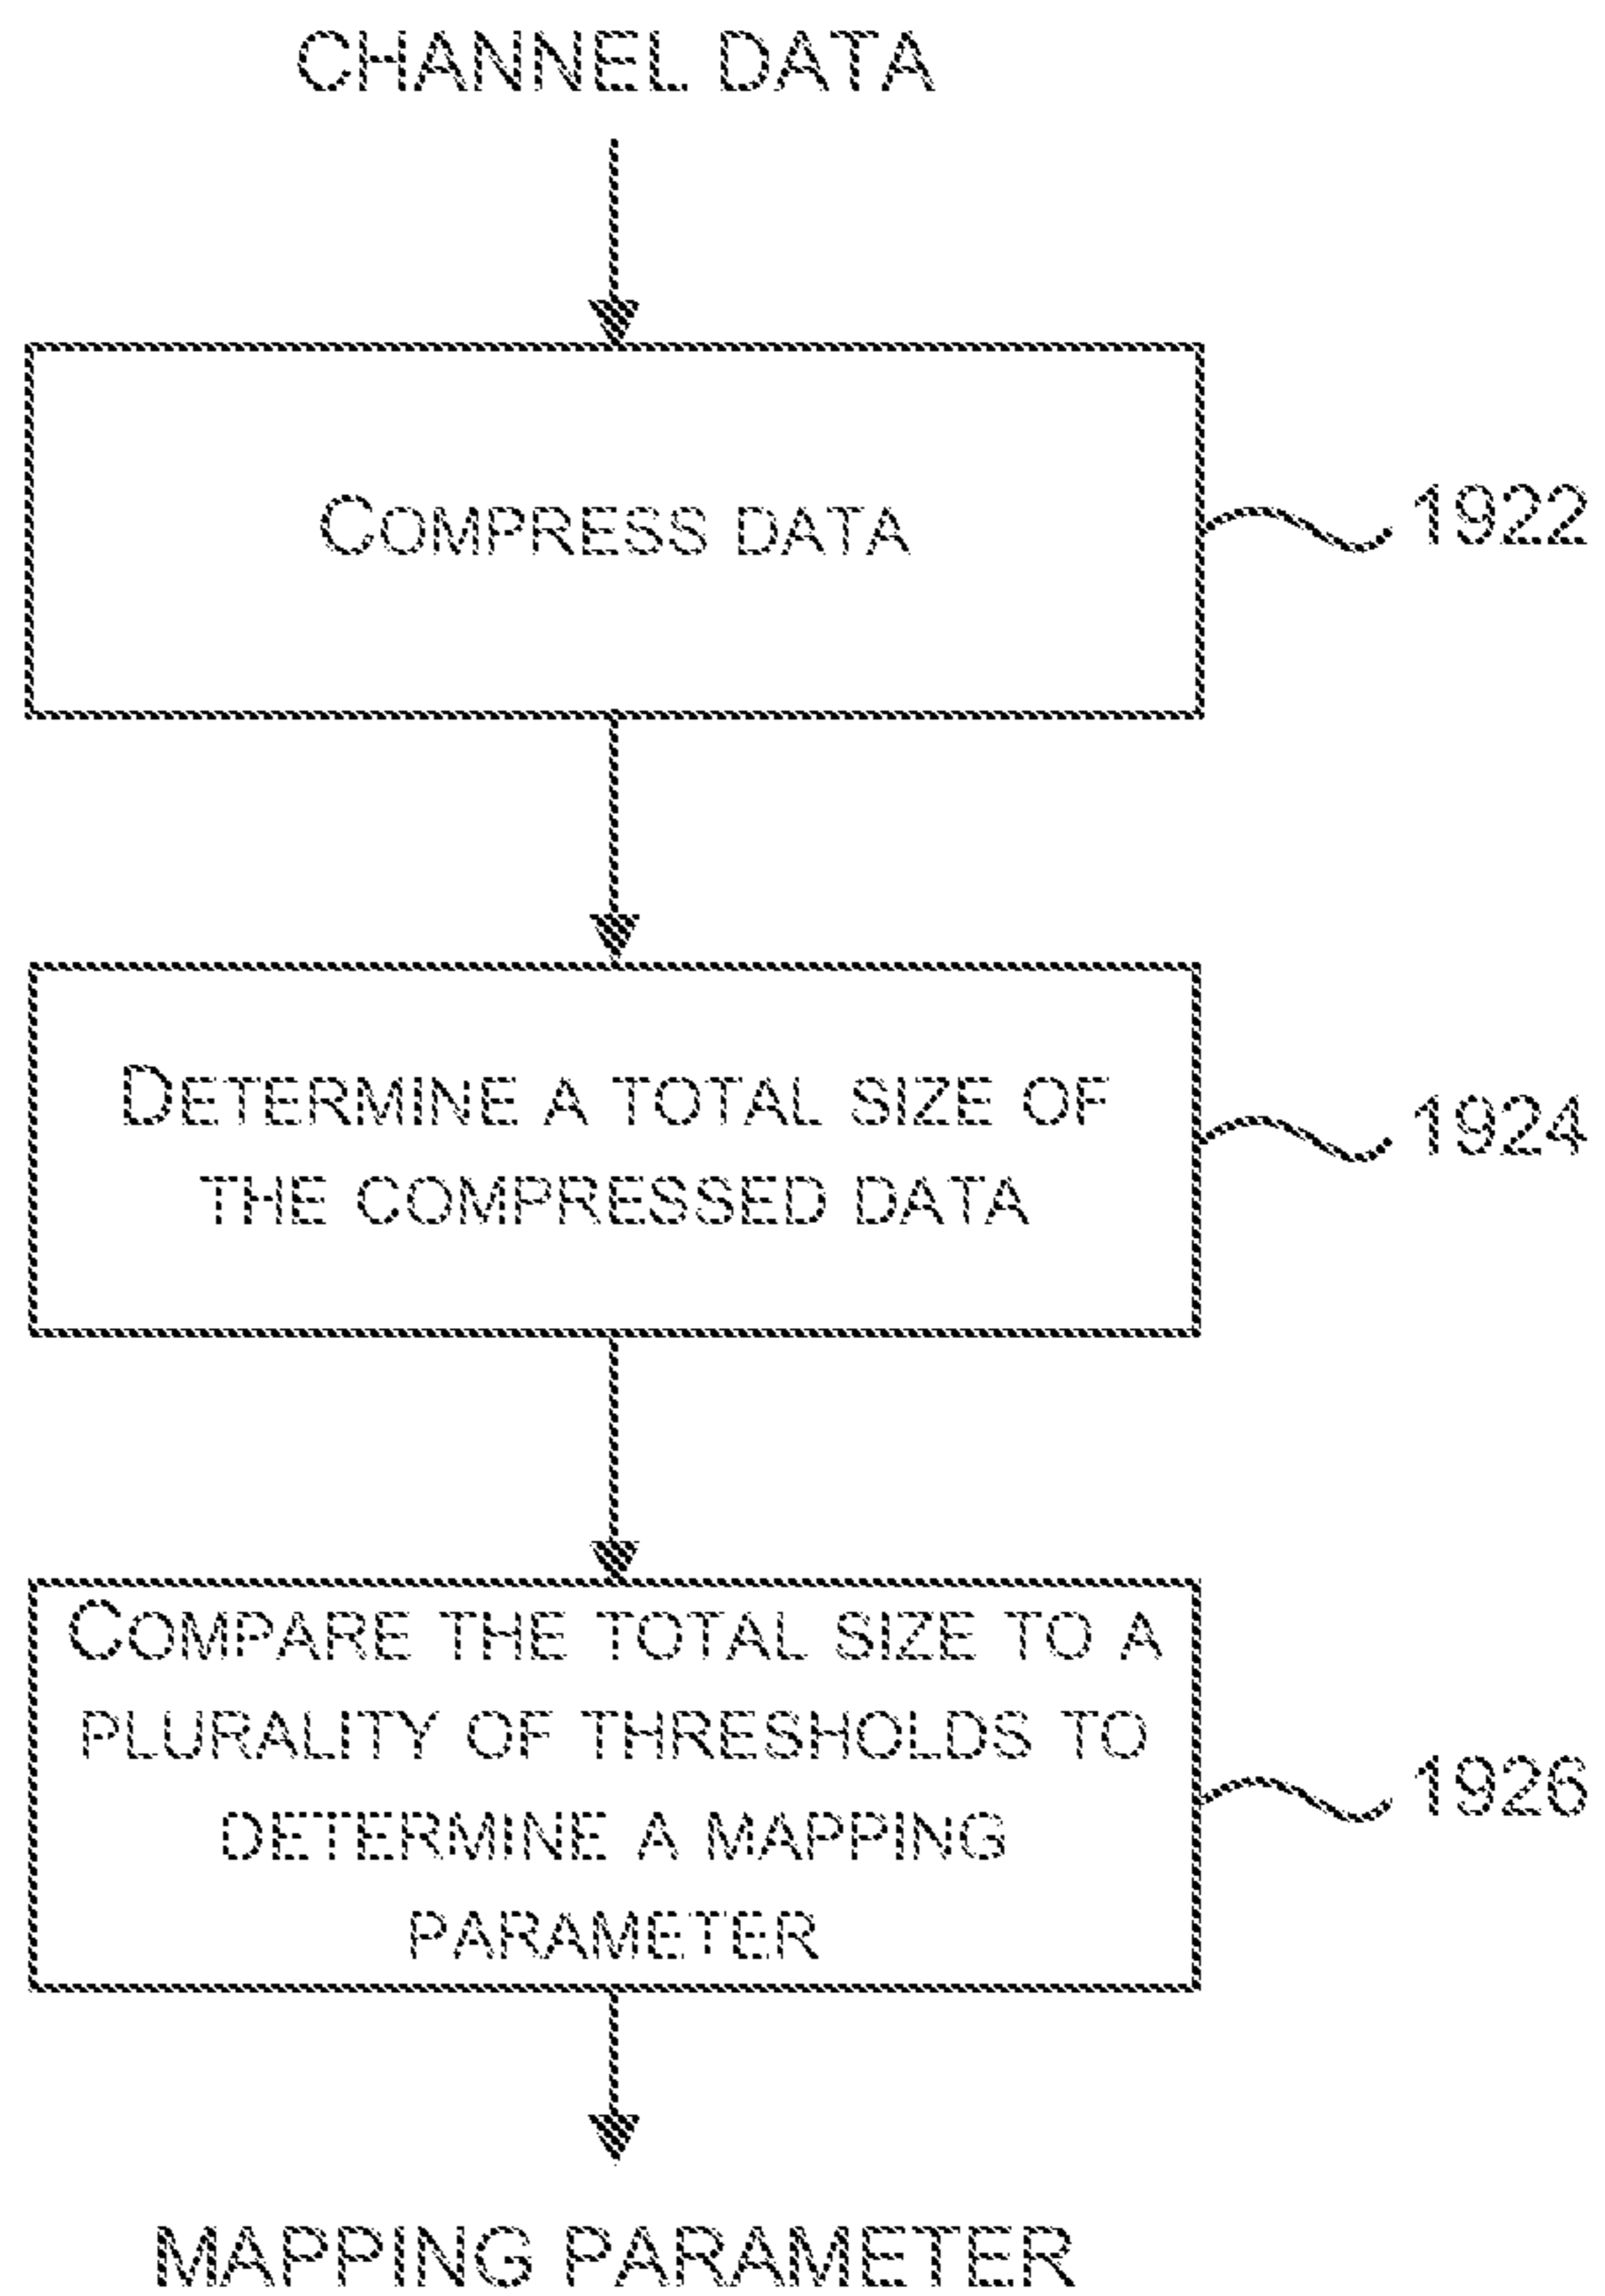 CHANNEL DATA
COMPRESS DATA
1922
DETERMINE A TOTAL SIZE OF
THE COMPRESSED DATA
1924
COMPARE THE TOTAL SIZE TO A
PLURALITY OF THRESHOLDS TO
DETERMINE A MAPPING
PARAMETER
1926
MAPPING PARAMETER